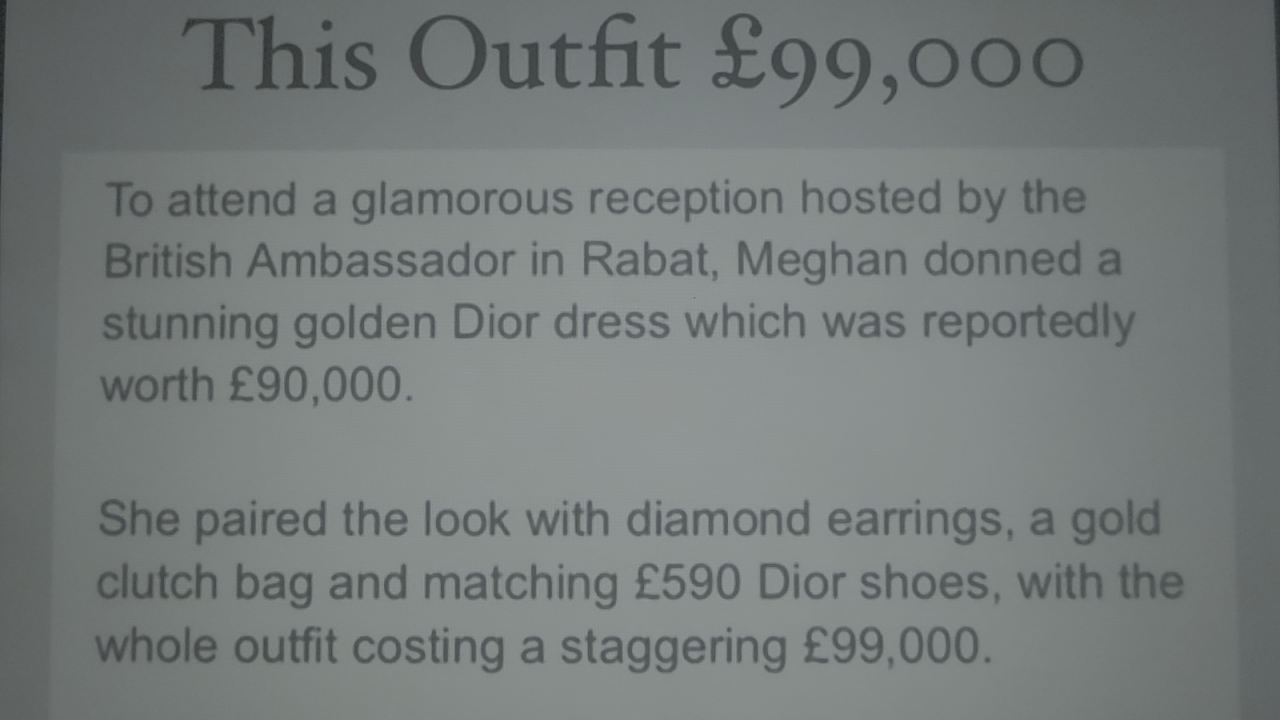 This Outfit £99,000
To attend a glamorous reception hosted by the
British Ambassador in Rabat, Meghan donned a
stunning golden Dior dress which was reportedly
worth £90,000.
She paired the look with diamond earrings, a gold
clutch bag and matching £590 Dior shoes, with the
whole outfit costing a staggering £99,000.